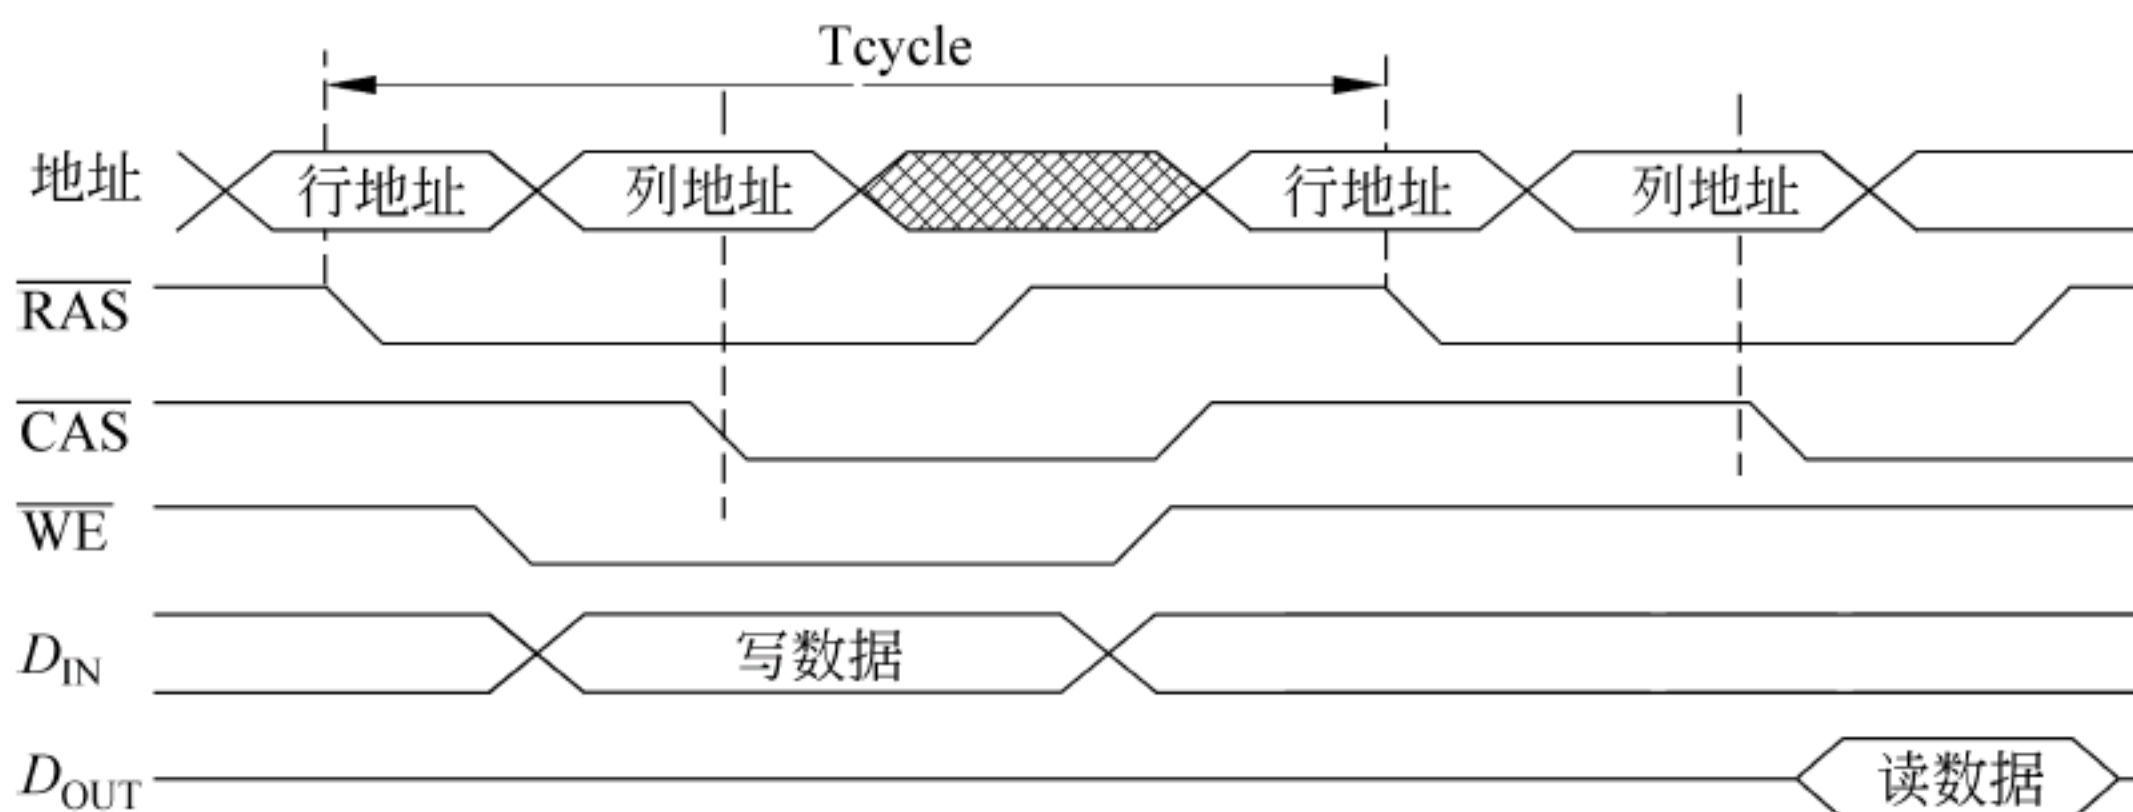 Tcycle
地址 行地址 列地址 行地址 列地址
RAS
CAS
WE
DIN 写数据
DOUT 读数据